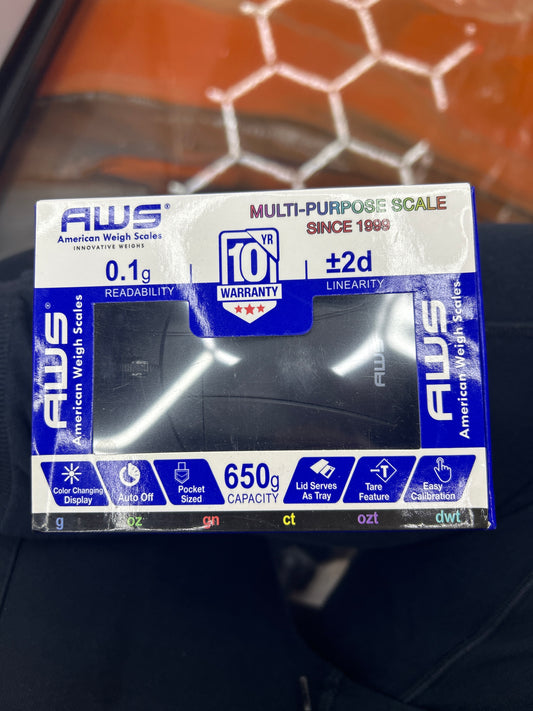 AWS®
American Weigh Scales
INNOVATIVE WEIGHS
MULTI-PURPOSE SCALE
SINCE 1999
0.1g
READABILITY
10 YR
WARRANTY
±2d
LINEARITY
AWS®
American Weigh Scales
AWS
AWS®
American Weigh Scales
Color Changing
Display
Auto Off
Pocket
Sized
650g
CAPACITY
Lid Serves
As Tray
Tare
Feature
Easy
Calibration
g oz gn ct ozt dwt